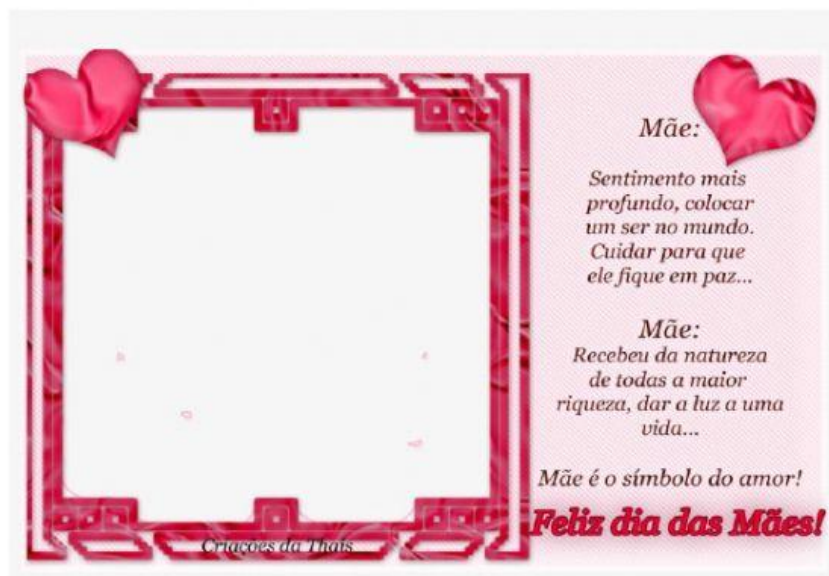 Mãe:
Sentimento mais
profundo, colocar
um ser no mundo.
Cuidar para que
ele fique em paz...
Mãe:
Recebeu da natureza
de todas a maior
riqueza, dar a luz a uma
vida...
Mãe é o símbolo do amor!
Feliz dia das Mães!
Criações da Thaís